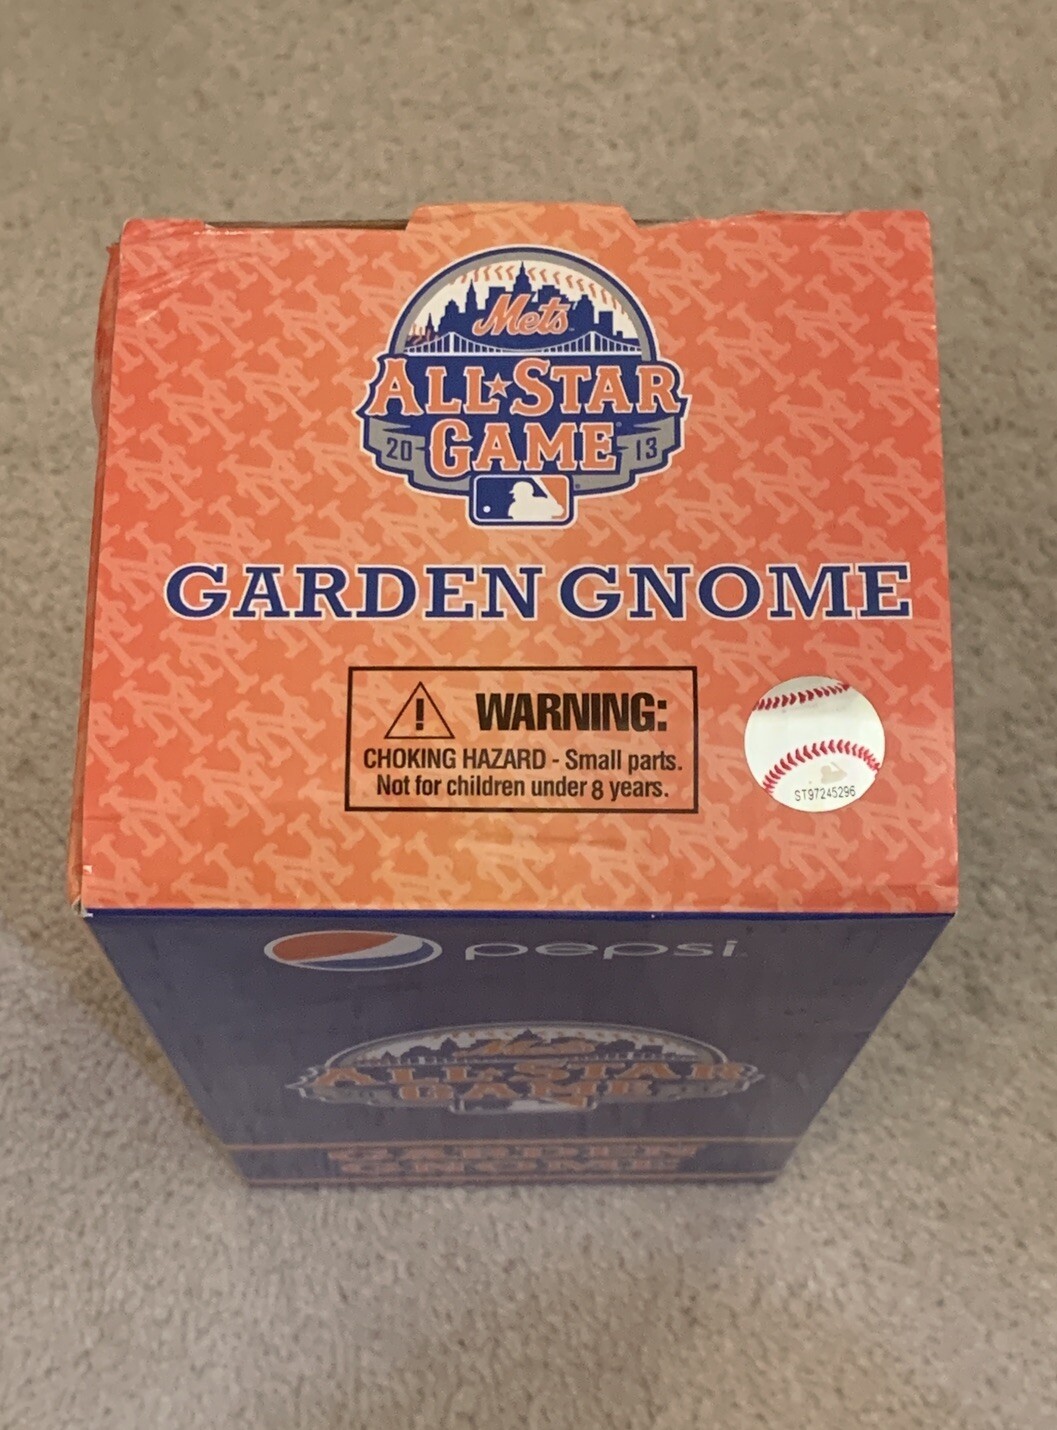 Mets
ALL★STAR
20 GAME 13
GARDEN GNOME
WARNING:
CHOKING HAZARD - Small parts.
Not for children under 8 years.
ST97245296
pepsi
Mets
ALL★STAR
GAME
GARDEN
GNOME